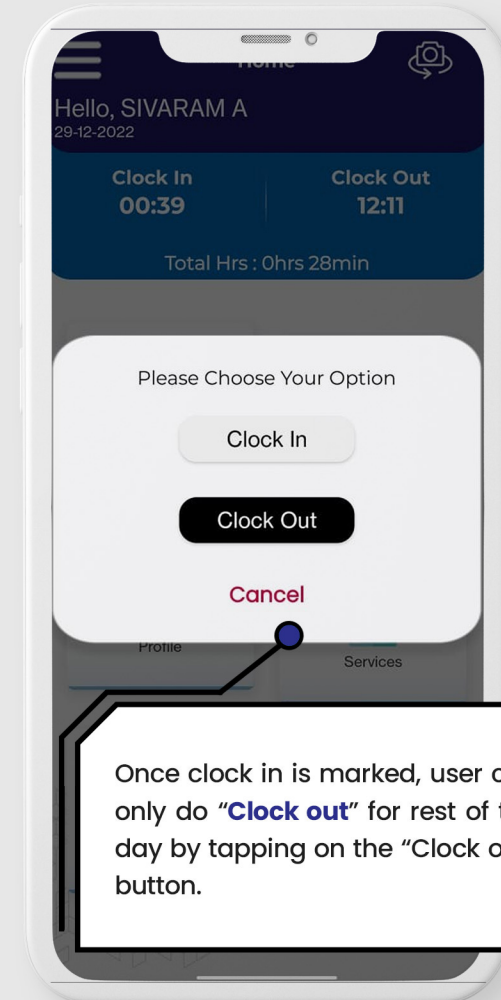 Home
Hello, SIVARAM A
29-12-2022
Clock In
Clock Out
00:39
12:11
Total Hrs : 0hrs 28min
Please Choose Your Option
Clock In
Clock Out
Cancel
Profile
Services
Once clock in is marked, user
only do “Clock out” for rest of
day by tapping on the “Clock
button.